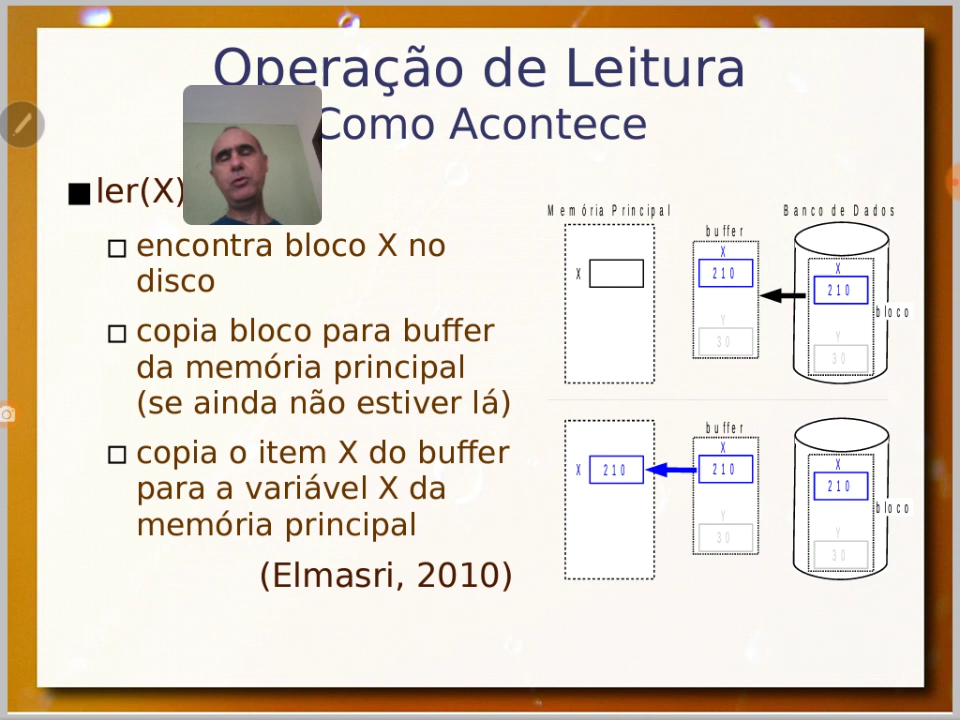 Operação de Leitura
Como Acontece
ler(X)
encontra bloco X no
disco
copia bloco para buffer
da memória principal
(se ainda não estiver lá)
copia o item X do buffer
para a variável X da
memória principal
(Elmasri, 2010)
Memória Principal
buffer
Banco de Dados
X
X
210
X
210
bloco
Y
30
Y
30
buffer
X
210
X
210
X
210
bloco
Y
30
Y
30